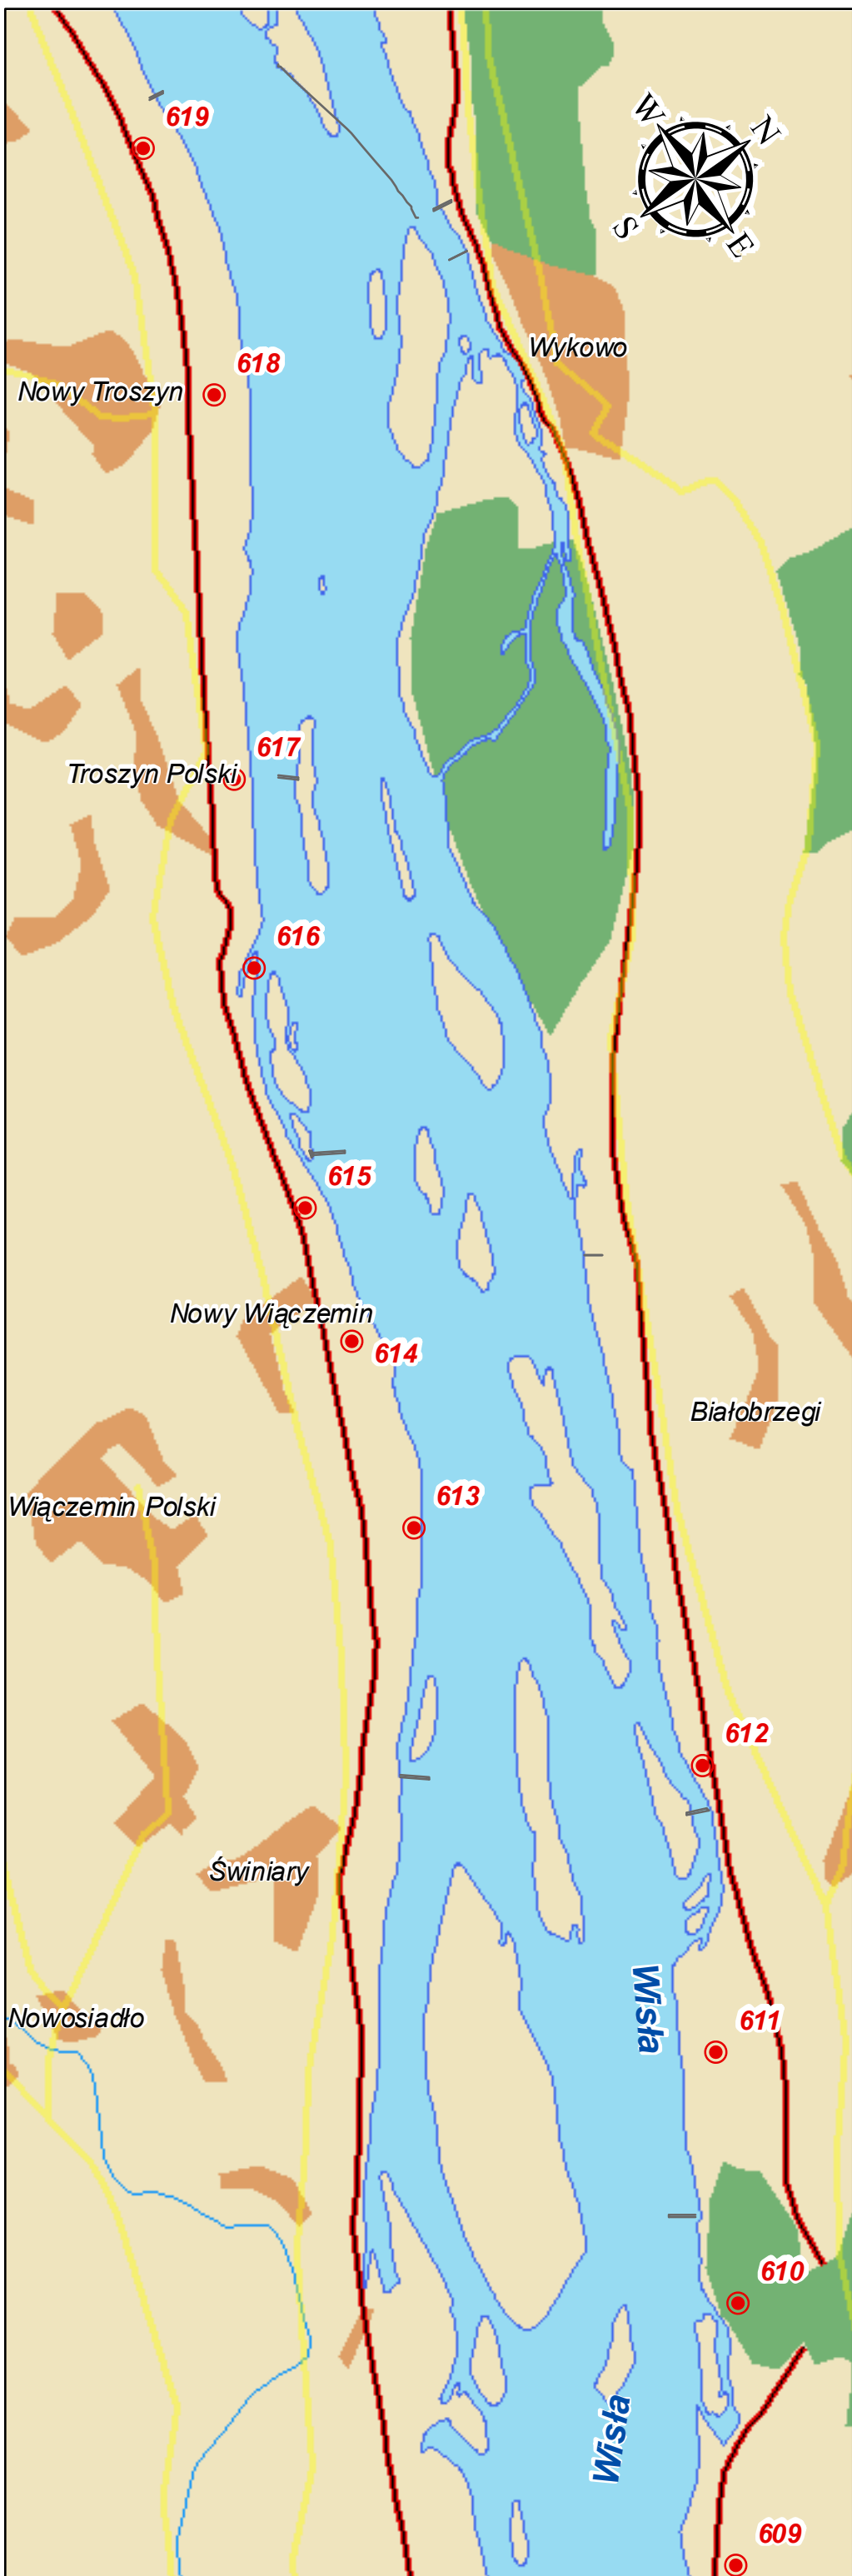 619
W
N
S
E
Wykowo
618
Nowy Troszyn
617
Troszyn Polski
616
615
Nowy Wiączemin
614
Białobrzegi
613
Wiączemin Polski
612
Świniary
Wisła
Nowosiadło
611
610
Wisła
609